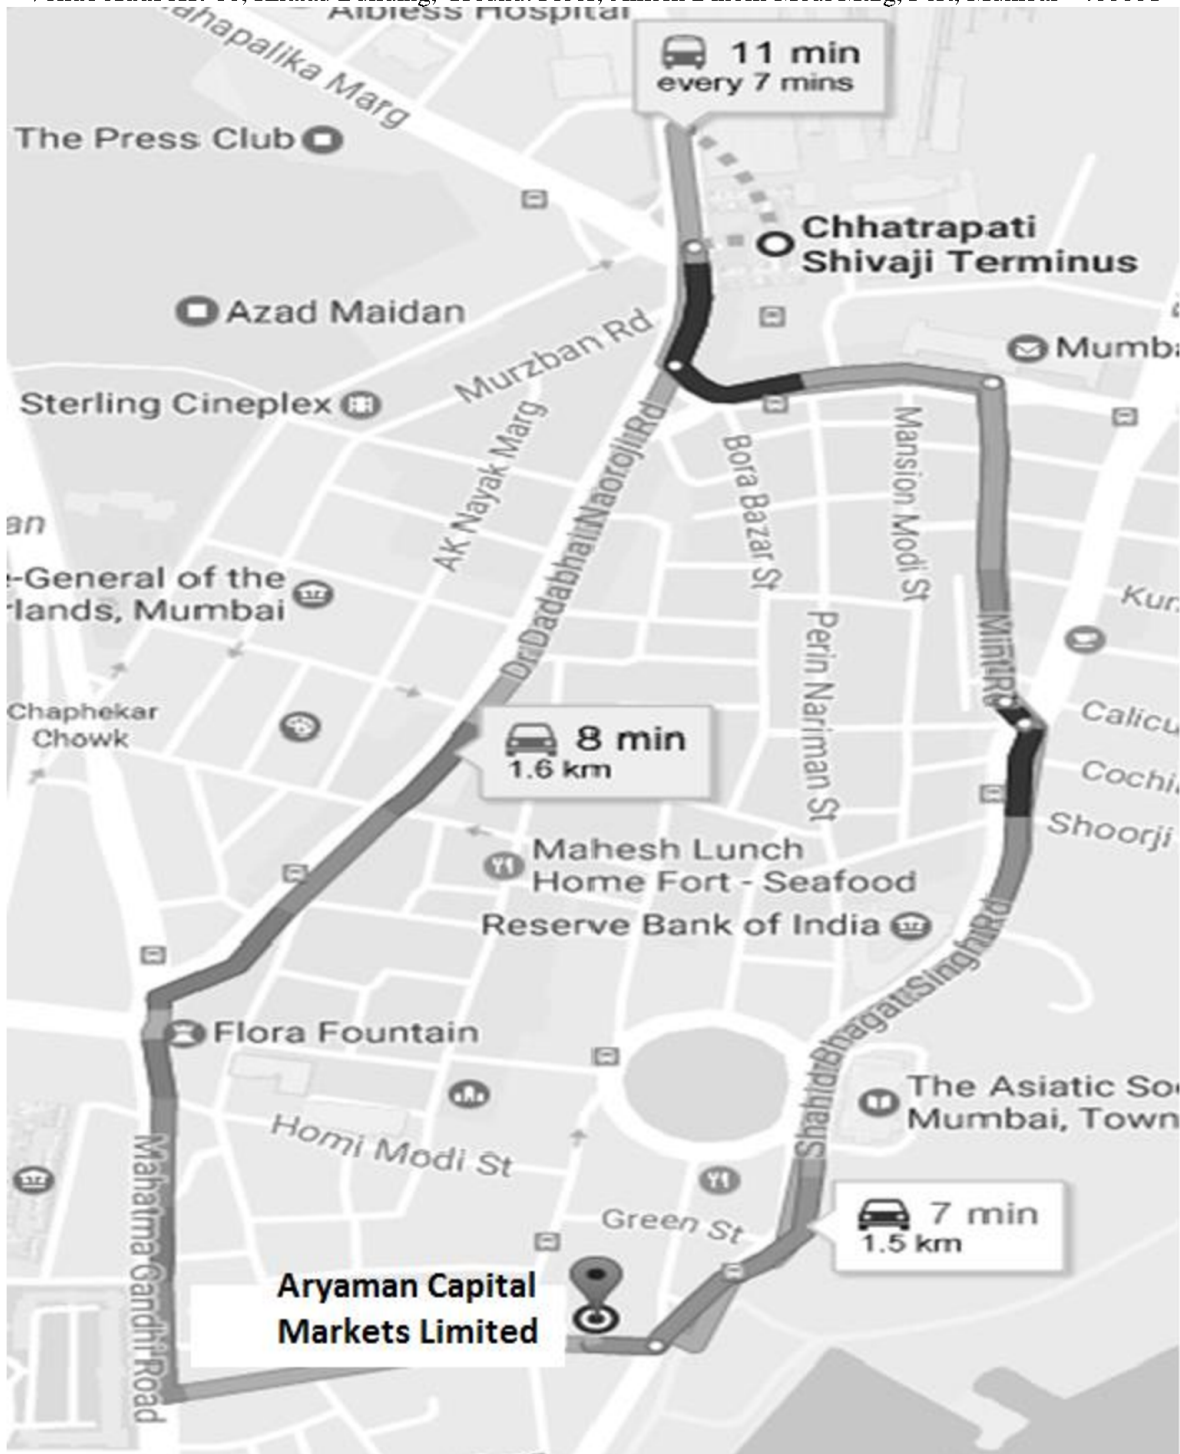 Albless Hospital
Mahapalika Marg
11 min
every 7 mins
The Press Club
Chhatrapati
Shivaji Terminus
Azad Maidan
Murzban Rd
Mumba
Sterling Cineplex
AK Nayak Marg
Dr Dadabhai Naoroji Rd
Bora Bazar St
Mansion Modi St
an
-General of the
rlands, Mumbai
Kur
Mint Rd
Perin Nariman St
Chaphekar
Chowk
Calicu
8 min
1.6 km
Cochi
Shoorji
Mahesh Lunch
Home Fort - Seafood
Reserve Bank of India
Shahid Bhagat Singh Rd
Flora Fountain
The Asiatic So
Mumbai, Town
Homi Modi St
Mahatma Gandhi Road
Green St
7 min
1.5 km
Aryaman Capital
Markets Limited